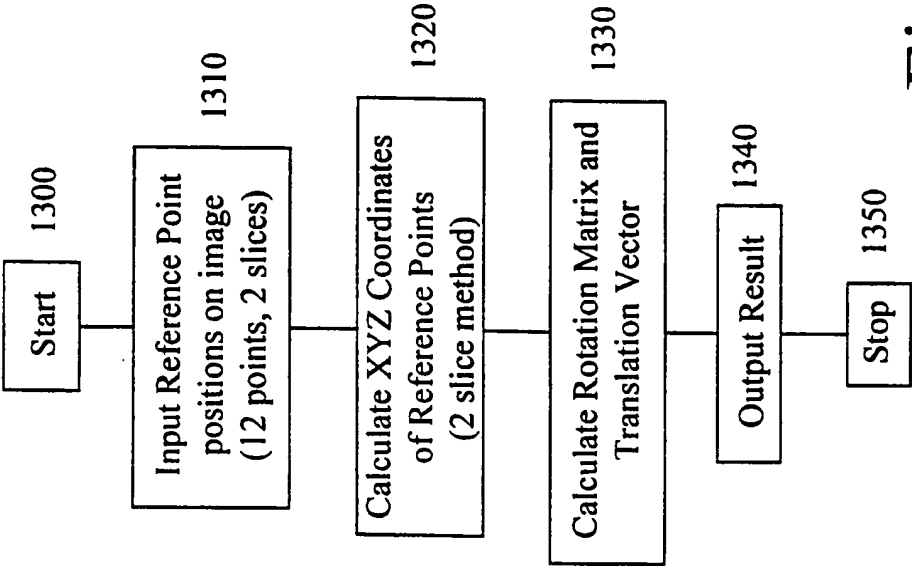 Start
1300
Input Reference Point
positions on image
(12 points, 2 slices)
1310
Calculate XYZ Coordinates
of Reference Points
(2 slice method)
1320
Calculate Rotation Matrix and
Translation Vector
1330
Output Result
1340
Stop
1350